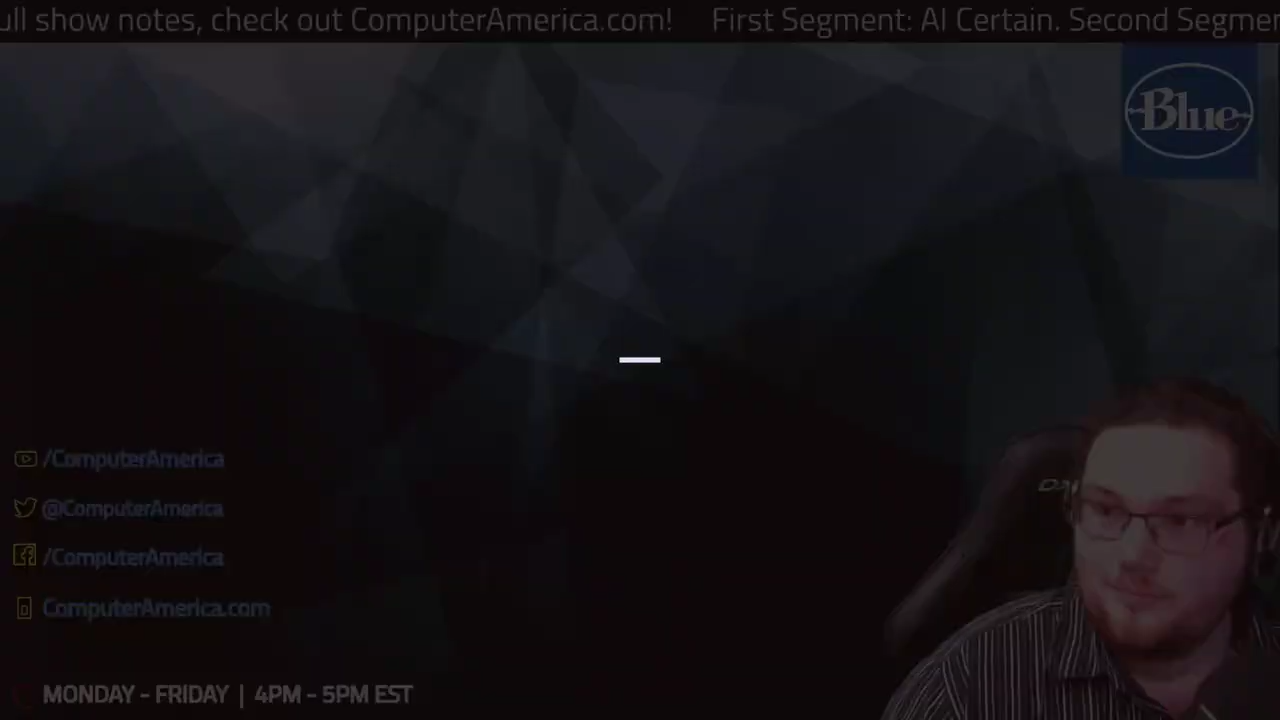 ull show notes, check out ComputerAmerica.com! First Segment: AI Certain. Second Segmen
Blue
/ComputerAmerica
@ComputerAmerica
/ComputerAmerica
ComputerAmerica.com
MONDAY - FRIDAY | 4PM - 5PM EST